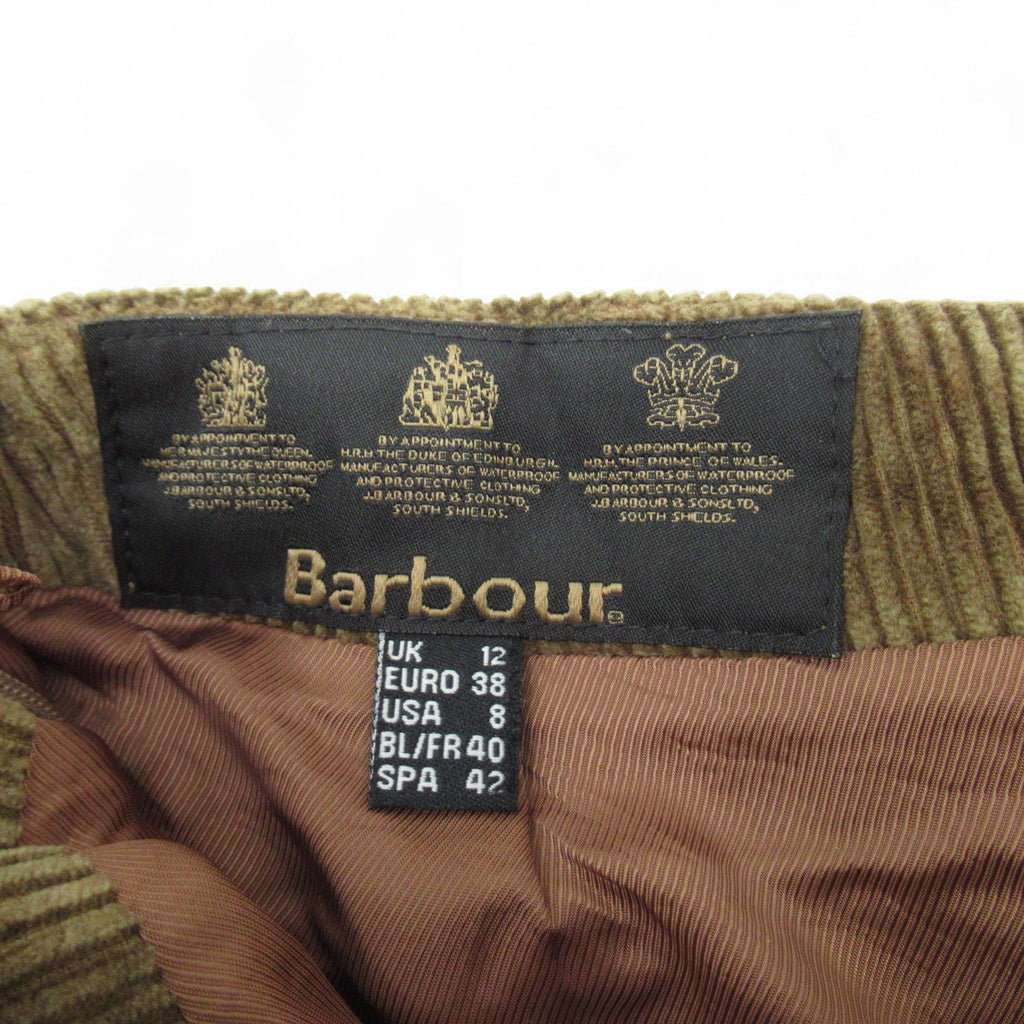 BY APPOINTMENT TO
HER MAJESTY THE QUEEN.
MANUFACTURERS OF WATERPROOF
AND PROTECTIVE CLOTHING
J.BARBOUR & SONS LTD,
SOUTH SHIELDS.
BY APPOINTMENT TO
H.R.H. THE DUKE OF EDINBURGH.
MANUFACTURERS OF WATERPROOF
AND PROTECTIVE CLOTHING
J.BARBOUR & SONS LTD,
SOUTH SHIELDS.
BY APPOINTMENT TO
H.R.H. THE PRINCE OF WALES.
MANUFACTURERS OF WATERPROOF
AND PROTECTIVE CLOTHING
J.BARBOUR & SONS LTD,
SOUTH SHIELDS.
Barbour®
UK 12
EURO 38
USA 8
BL/FR 40
SPA 42